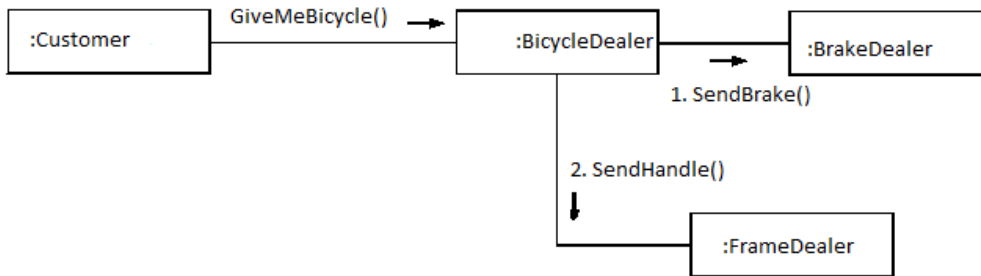 GiveMeBicycle()
:Customer
:BicycleDealer
:BrakeDealer
1. SendBrake()
2. SendHandle()
:FrameDealer